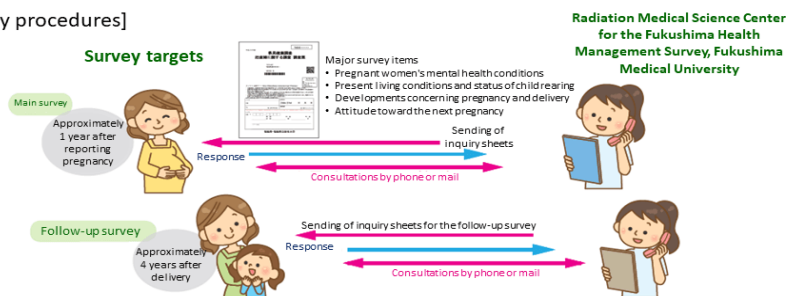 y procedures]
Radiation Medical Science Center
for the Fukushima Health
Management Survey, Fukushima
Medical University
Survey targets
Major survey items
• Pregnant women's mental health conditions
• Present living conditions and status of child rearing
• Developments concerning pregnancy and delivery
• Attitude toward the next pregnancy
Main survey
Approximately
1 year after
reporting
pregnancy
Sending of
inquiry sheets
Response
Consultations by phone or mail
Follow-up survey
Approximately
4 years after
delivery
Sending of inquiry sheets for the follow-up survey
Response
Consultations by phone or mail